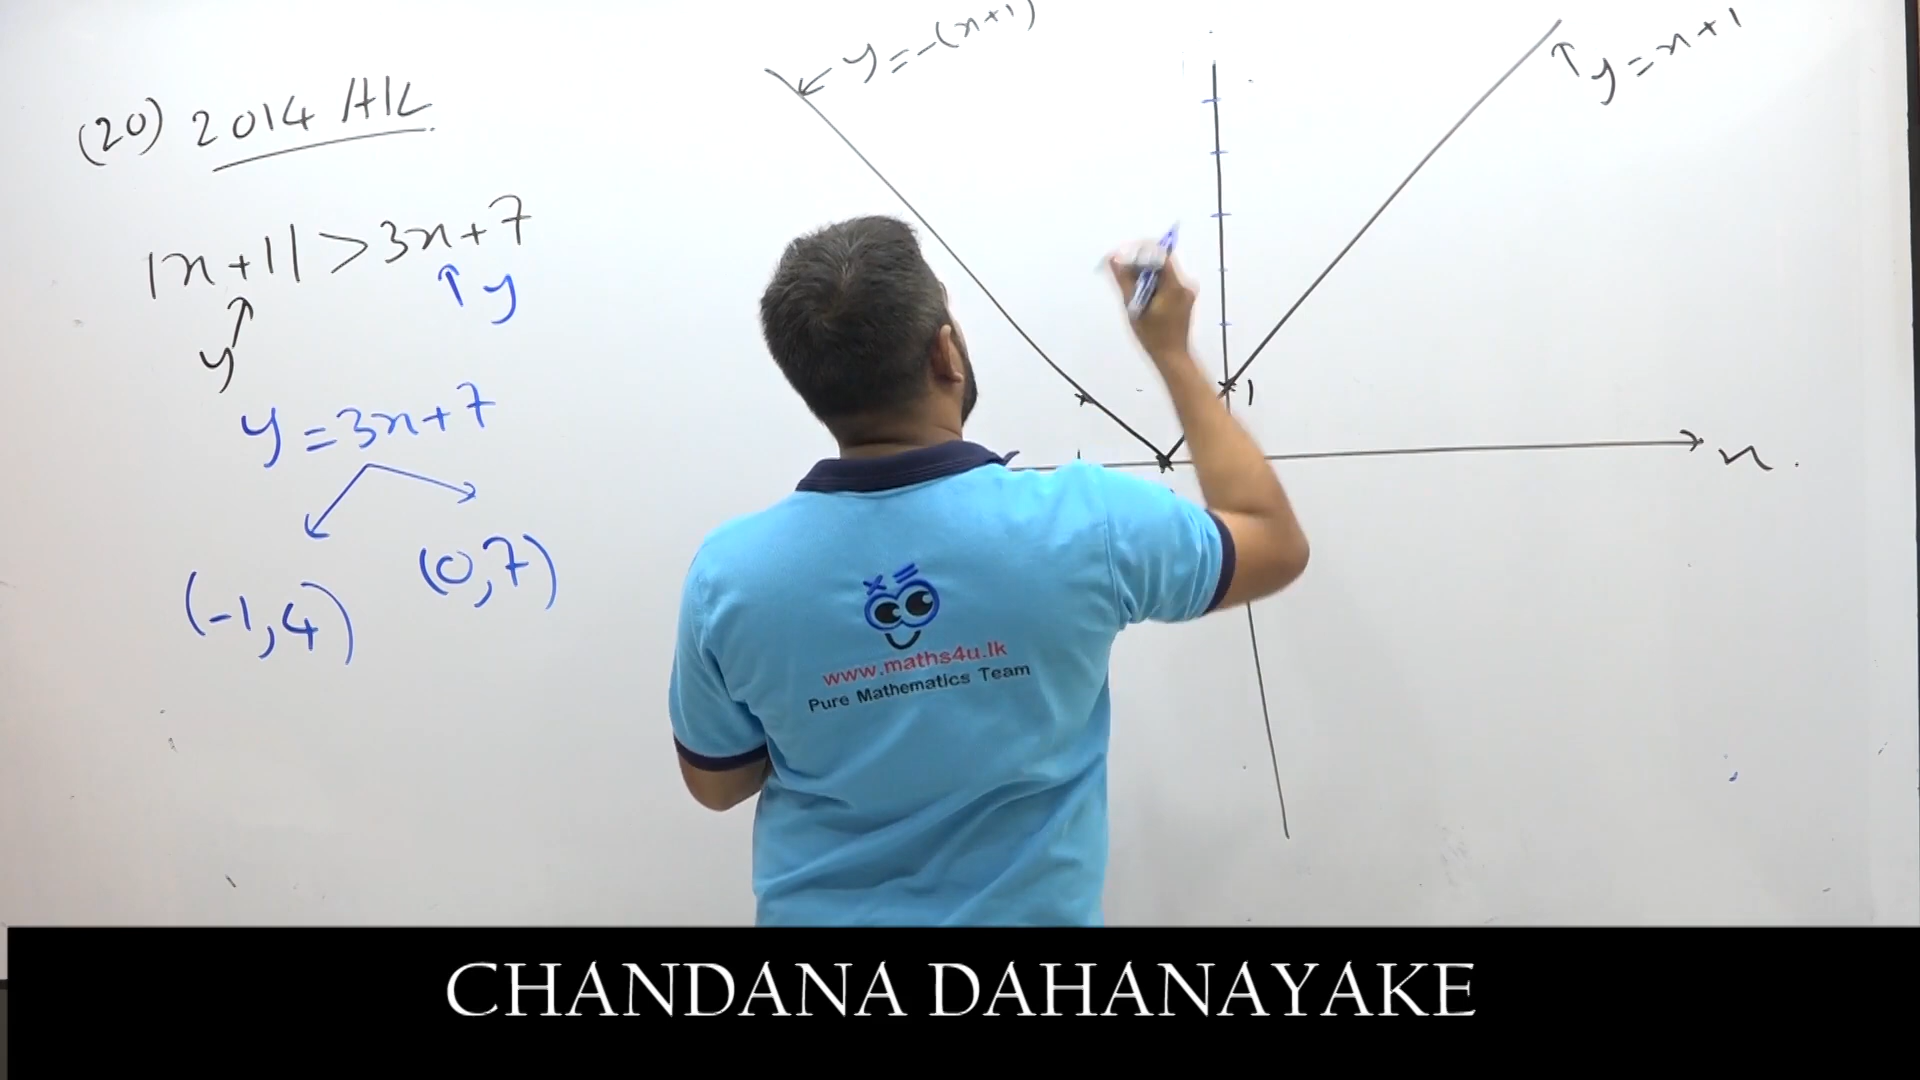 (20) 2014 A/L
|x+1| > 3x+7
y
y
y = 3x+7
(-1,4)
(0,7)
y = -(x+1)
y = x+1
1
x
www.maths4u.lk
Pure Mathematics Team
CHANDANA DAHANAYAKE